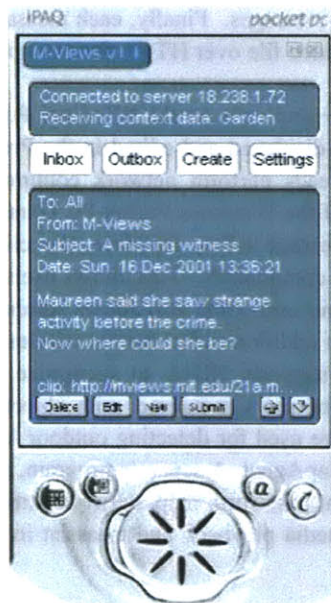 iPAQ pocket pc
M-Views v1.1
Connected to server 18.238.1.72
Receiving context data: Garden
Inbox Outbox Create Settings
To: All
From: M-Views
Subject: A missing witness
Date: Sun, 16 Dec 2001 13:35:21
Maureen said she saw strange
activity before the crime.
Now where could she be?
clip: http://mviews.mit.edu/21a.m...
Delete Edit New Submit